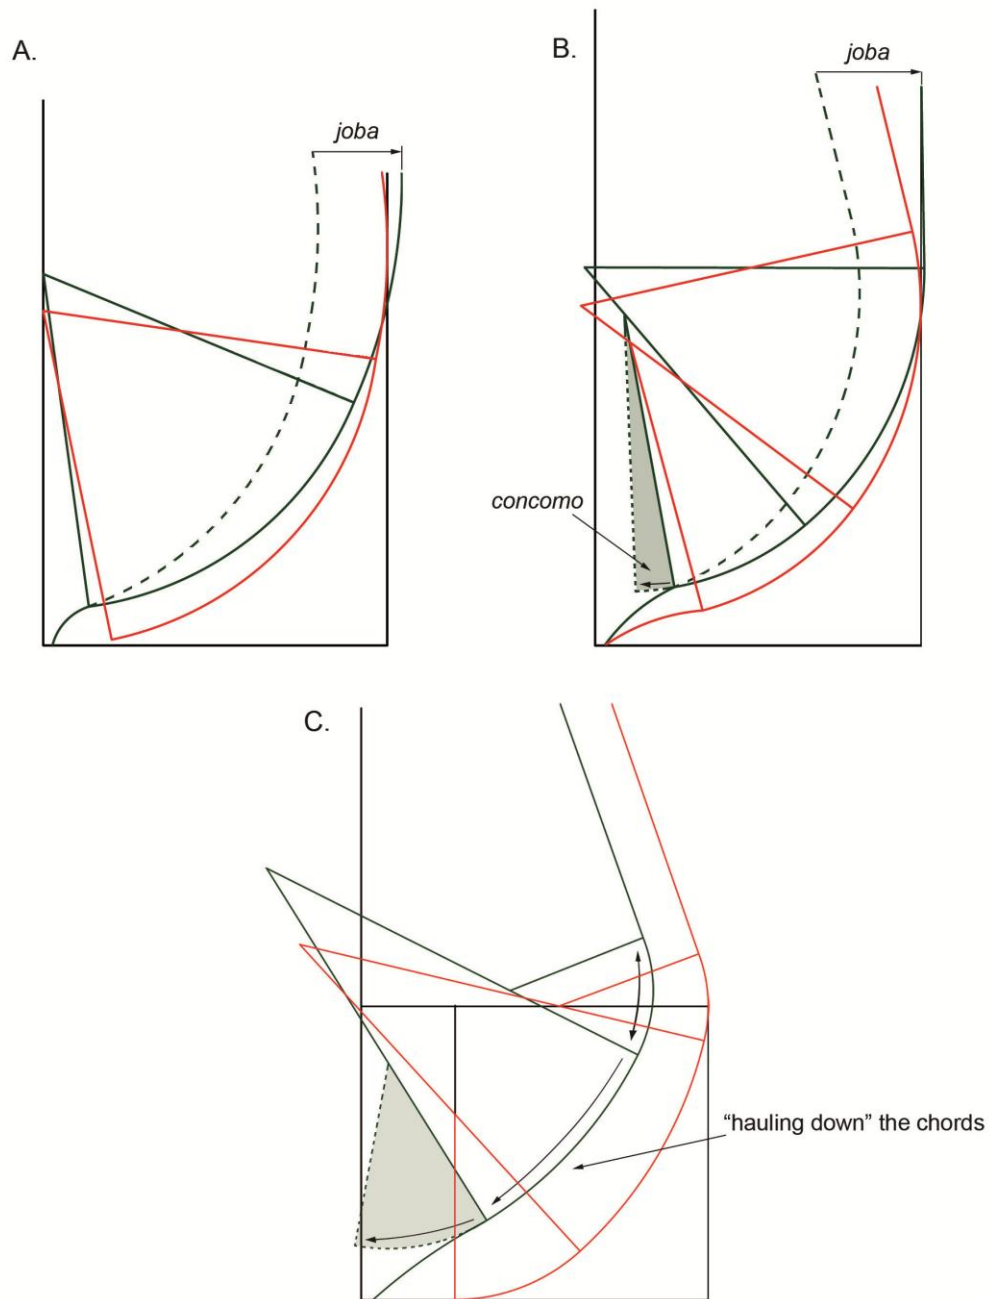 A.
joba
B.
joba
concomo
C.
“hauling down” the chords